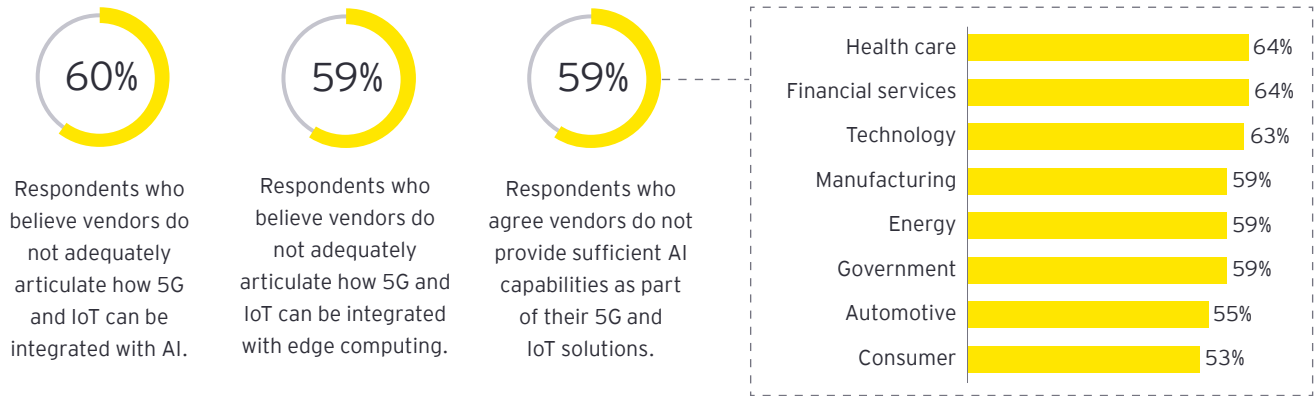 60%
Respondents who
believe vendors do
not adequately
articulate how 5G
and IoT can be
integrated with AI.
59%
Respondents who
believe vendors do
not adequately
articulate how 5G and
IoT can be integrated
with edge computing.
59%
Respondents who
agree vendors do not
provide sufficient AI
capabilities as part
of their 5G and
IoT solutions.
Health care 64%
Financial services 64%
Technology 63%
Manufacturing 59%
Energy 59%
Government 59%
Automotive 55%
Consumer 53%